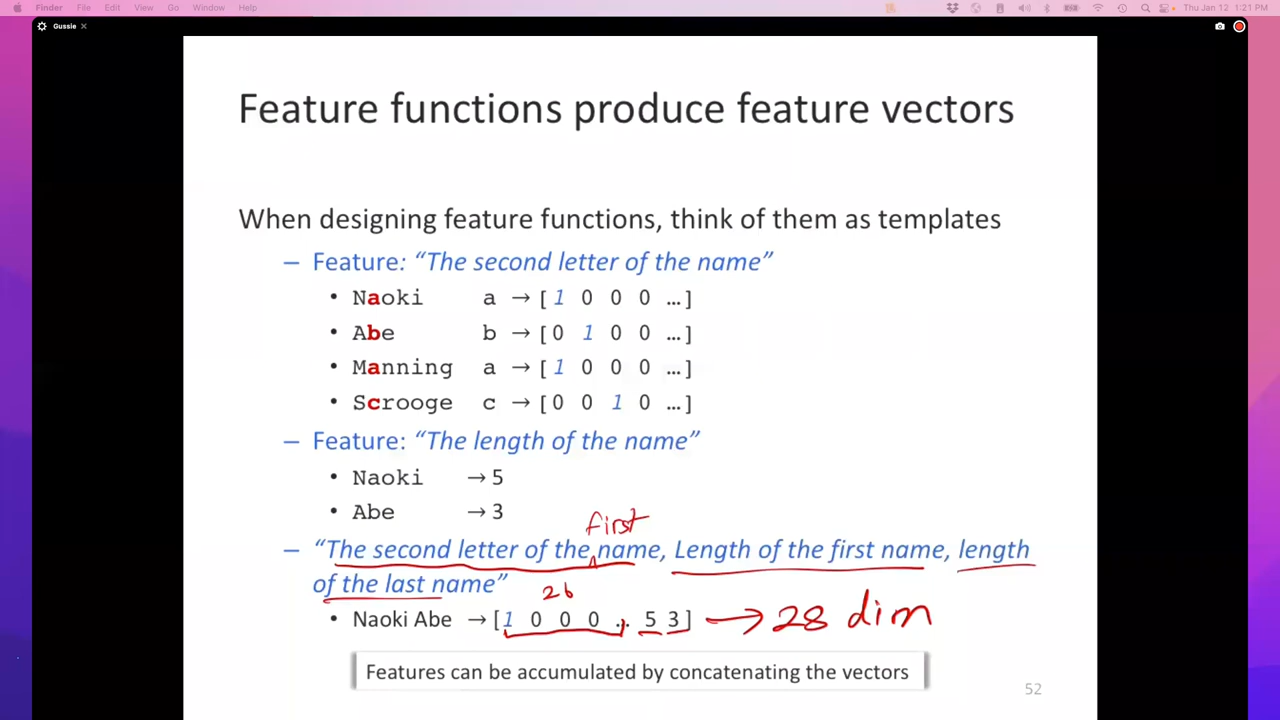 Finder File Edit View Go Window Help Thu Jan 12 1:21 PM
Gussie
Feature functions produce feature vectors
When designing feature functions, think of them as templates
– Feature: “The second letter of the name”
• Naoki a → [1 0 0 0 …]
• Abe b → [0 1 0 0 …]
• Manning a → [1 0 0 0 …]
• Scrooge c → [0 0 1 0 …]
– Feature: “The length of the name”
• Naoki → 5
• Abe → 3
first
– “The second letter of the name, Length of the first name, length
of the last name”
26
• Naoki Abe → [1 0 0 0 … 5 3] → 28 dim
Features can be accumulated by concatenating the vectors
52